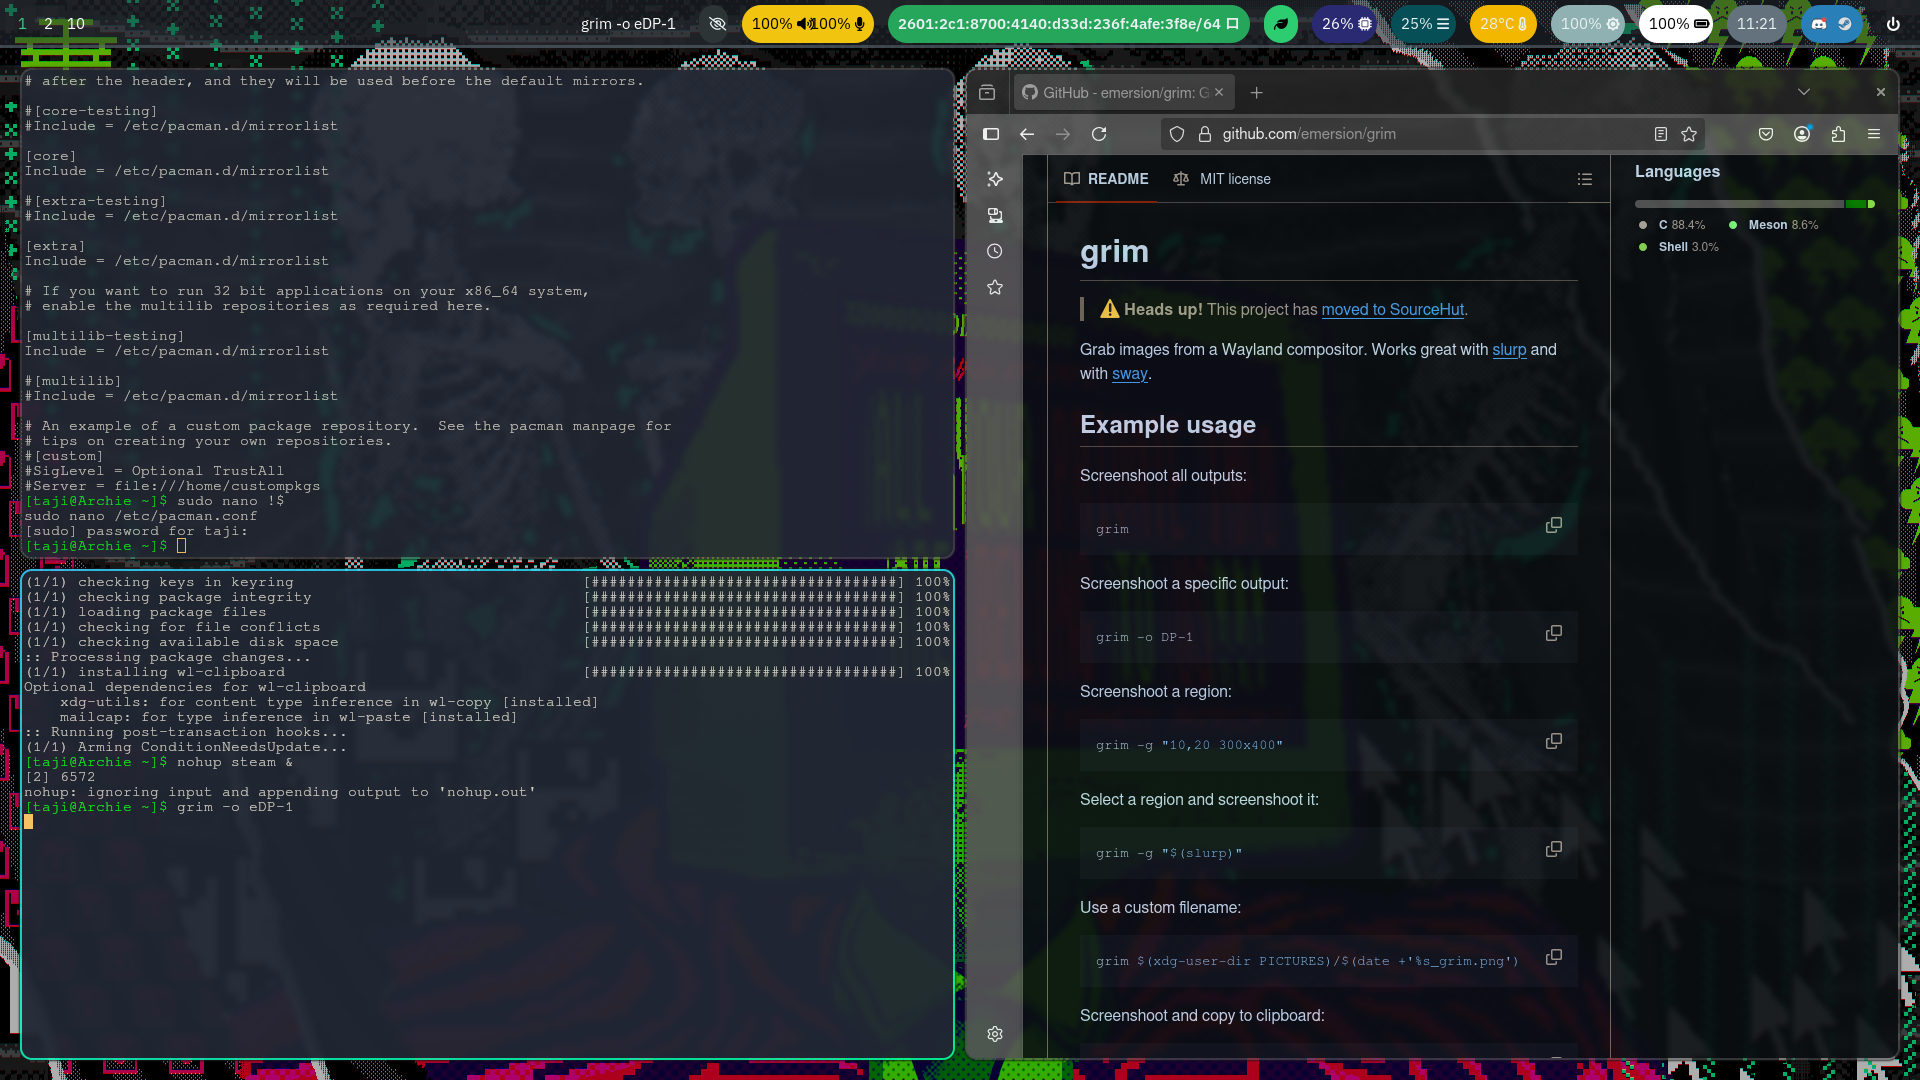 1 2 10
grim -o eDP-1
100% 100%
2601:2c1:8700:4140:d33d:236f:4afe:3f8e/64
26%
25%
28°C
100%
100%
11:21
# after the header, and they will be used before the default mirrors.
#[core-testing]
#Include = /etc/pacman.d/mirrorlist
[core]
Include = /etc/pacman.d/mirrorlist
#[extra-testing]
#Include = /etc/pacman.d/mirrorlist
[extra]
Include = /etc/pacman.d/mirrorlist
# If you want to run 32 bit applications on your x86_64 system,
# enable the multilib repositories as required here.
[multilib-testing]
Include = /etc/pacman.d/mirrorlist
#[multilib]
#Include = /etc/pacman.d/mirrorlist
# An example of a custom package repository.  See the pacman manpage for
# tips on creating your own repositories.
#[custom]
#SigLevel = Optional TrustAll
#Server = file:///home/custompkgs
[taji@Archie ~]$ sudo nano !$
sudo nano /etc/pacman.conf
[sudo] password for taji:
[taji@Archie ~]$
(1/1) checking keys in keyring [##################################] 100%
(1/1) checking package integrity [##################################] 100%
(1/1) loading package files [##################################] 100%
(1/1) checking for file conflicts [##################################] 100%
(1/1) checking available disk space [##################################] 100%
:: Processing package changes...
(1/1) installing wl-clipboard [##################################] 100%
Optional dependencies for wl-clipboard
    xdg-utils: for content type inference in wl-copy [installed]
    mailcap: for type inference in wl-paste [installed]
:: Running post-transaction hooks...
(1/1) Arming ConditionNeedsUpdate...
[taji@Archie ~]$ nohup steam &
[2] 6572
nohup: ignoring input and appending output to 'nohup.out'
[taji@Archie ~]$ grim -o eDP-1
GitHub - emersion/grim: G
github.com/emersion/grim
README
MIT license
grim
Heads up! This project has moved to SourceHut.
Grab images from a Wayland compositor. Works great with slurp and
with sway.
Example usage
Screenshoot all outputs:
grim
Screenshoot a specific output:
grim -o DP-1
Screenshoot a region:
grim -g "10,20 300x400"
Select a region and screenshoot it:
grim -g "$(slurp)"
Use a custom filename:
grim $(xdg-user-dir PICTURES)/$(date +'%s_grim.png')
Screenshoot and copy to clipboard:
Languages
C 88.4% Meson 8.6%
Shell 3.0%